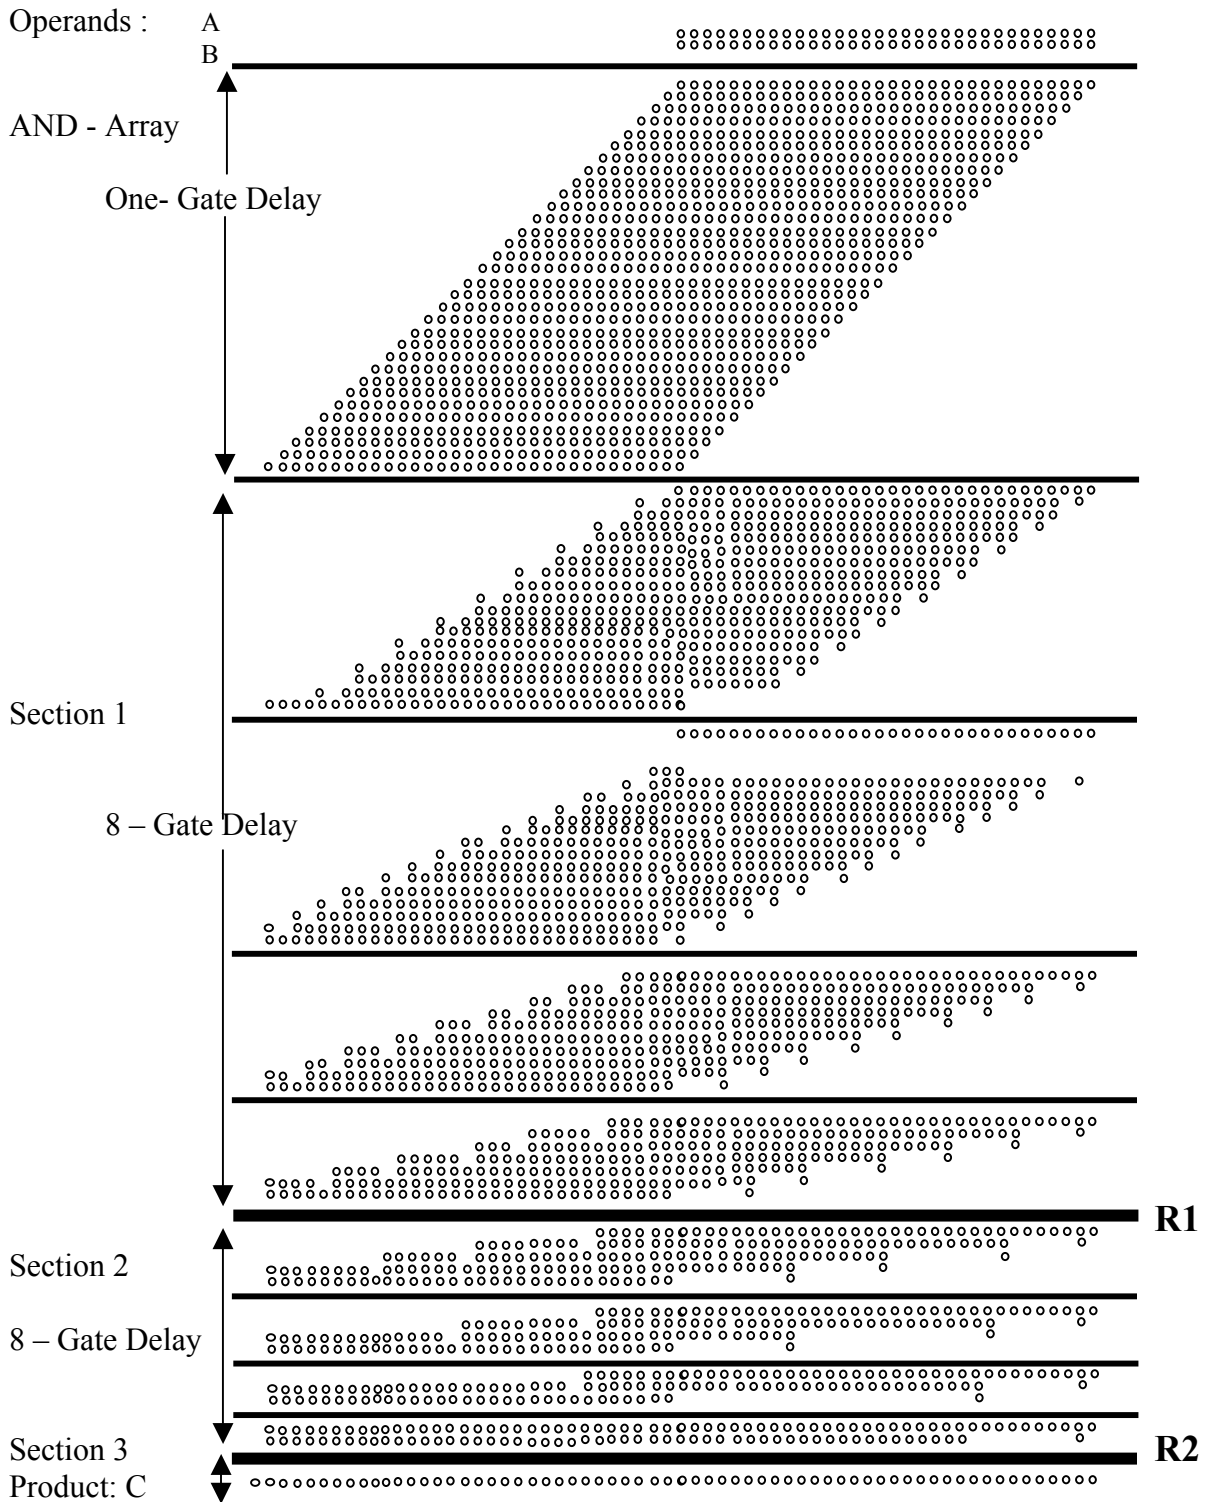 Operands : A
B
AND - Array
One- Gate Delay
Section 1
8 – Gate Delay
R1
Section 2
8 – Gate Delay
Section 3
R2
Product: C